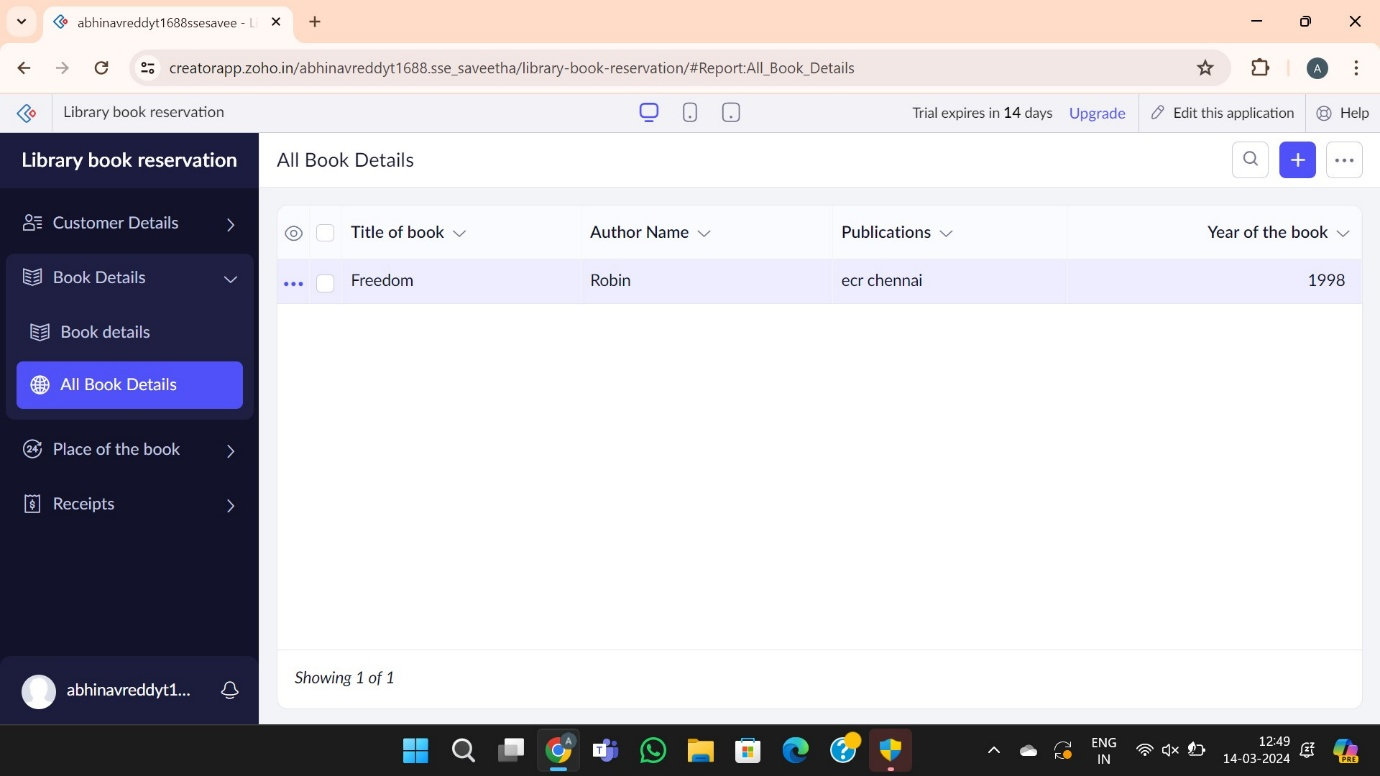 abhinavreddyt1688ssesavee - L
creatorapp.zoho.in/abhinavreddyt1688.sse_saveetha/library-book-reservation/#Report:All_Book_Details
A
Library book reservation
Trial expires in 14 days
Upgrade
Edit this application
Help
Library book reservation
All Book Details
Customer Details
Book Details
Book details
All Book Details
Place of the book
Receipts
Title of book
Author Name
Publications
Year of the book
Freedom
Robin
ecr chennai
1998
Showing 1 of 1
abhinavreddyt1...
ENG
IN
12:49
14-03-2024
PRE